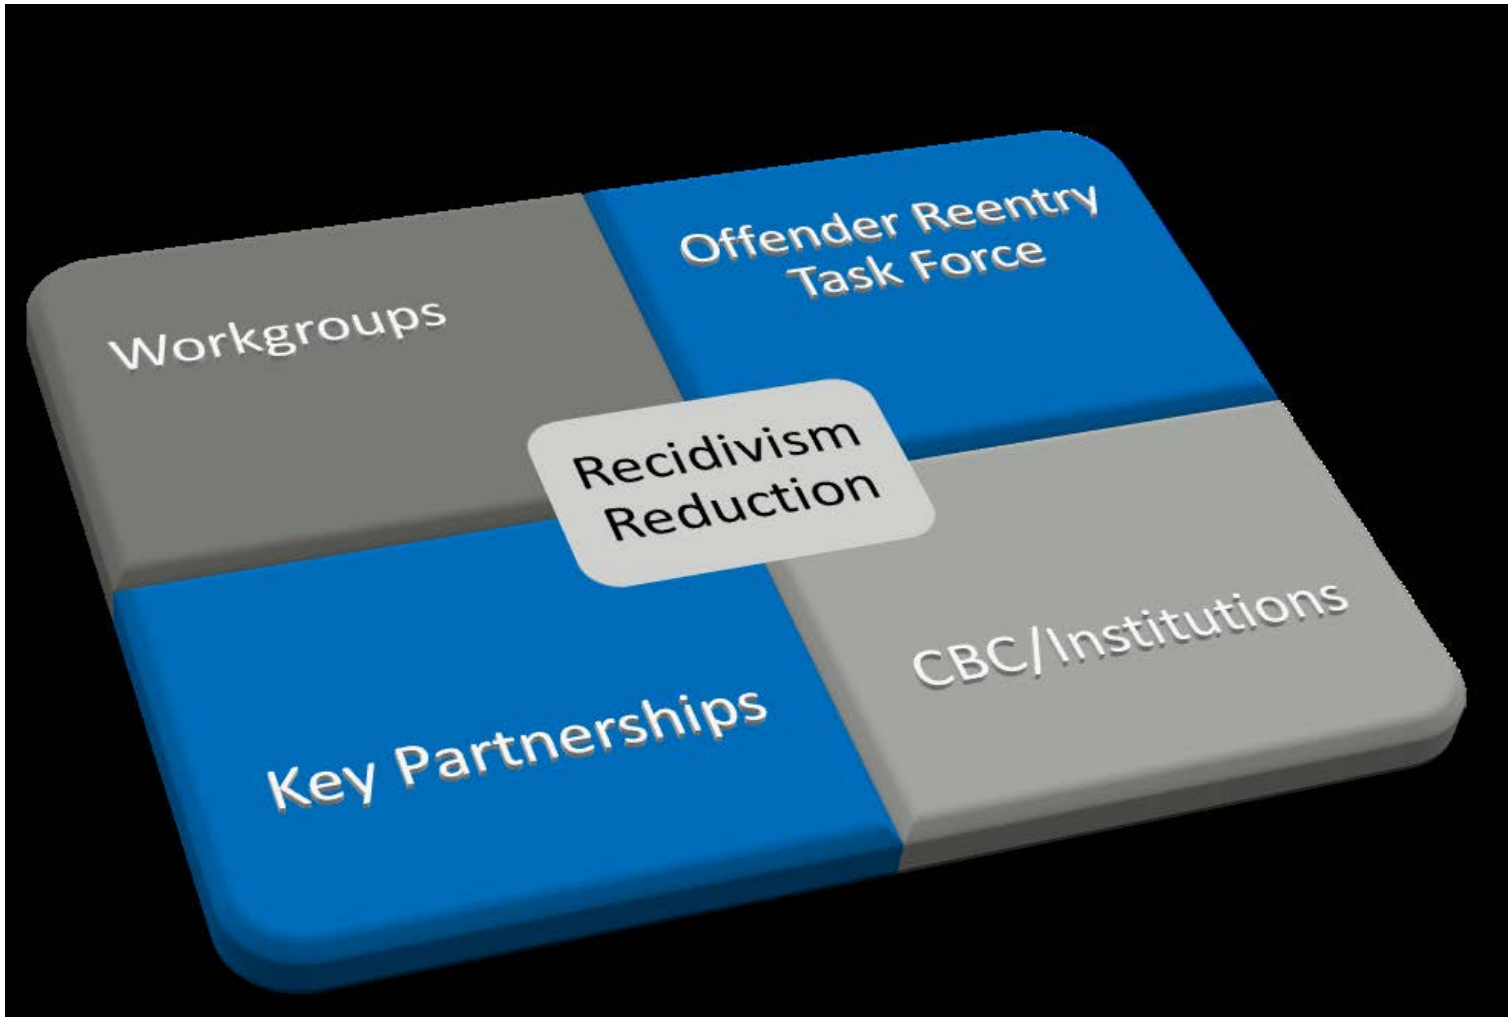 Workgroups
Offender Reentry
Task Force
Recidivism
Reduction
Key Partnerships
CBC/Institutions